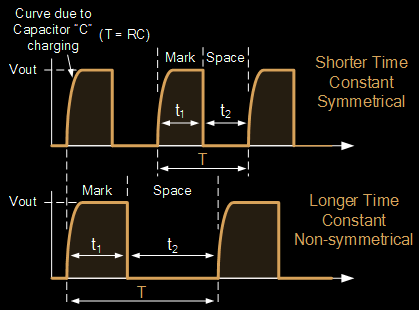 Curve due to
Capacitor "C"
charging
(T = RC)
Mark
Space
Vout
t1
t2
T
Shorter Time
Constant
Symmetrical
Mark
Space
Vout
t1
t2
T
Longer Time
Constant
Non-symmetrical